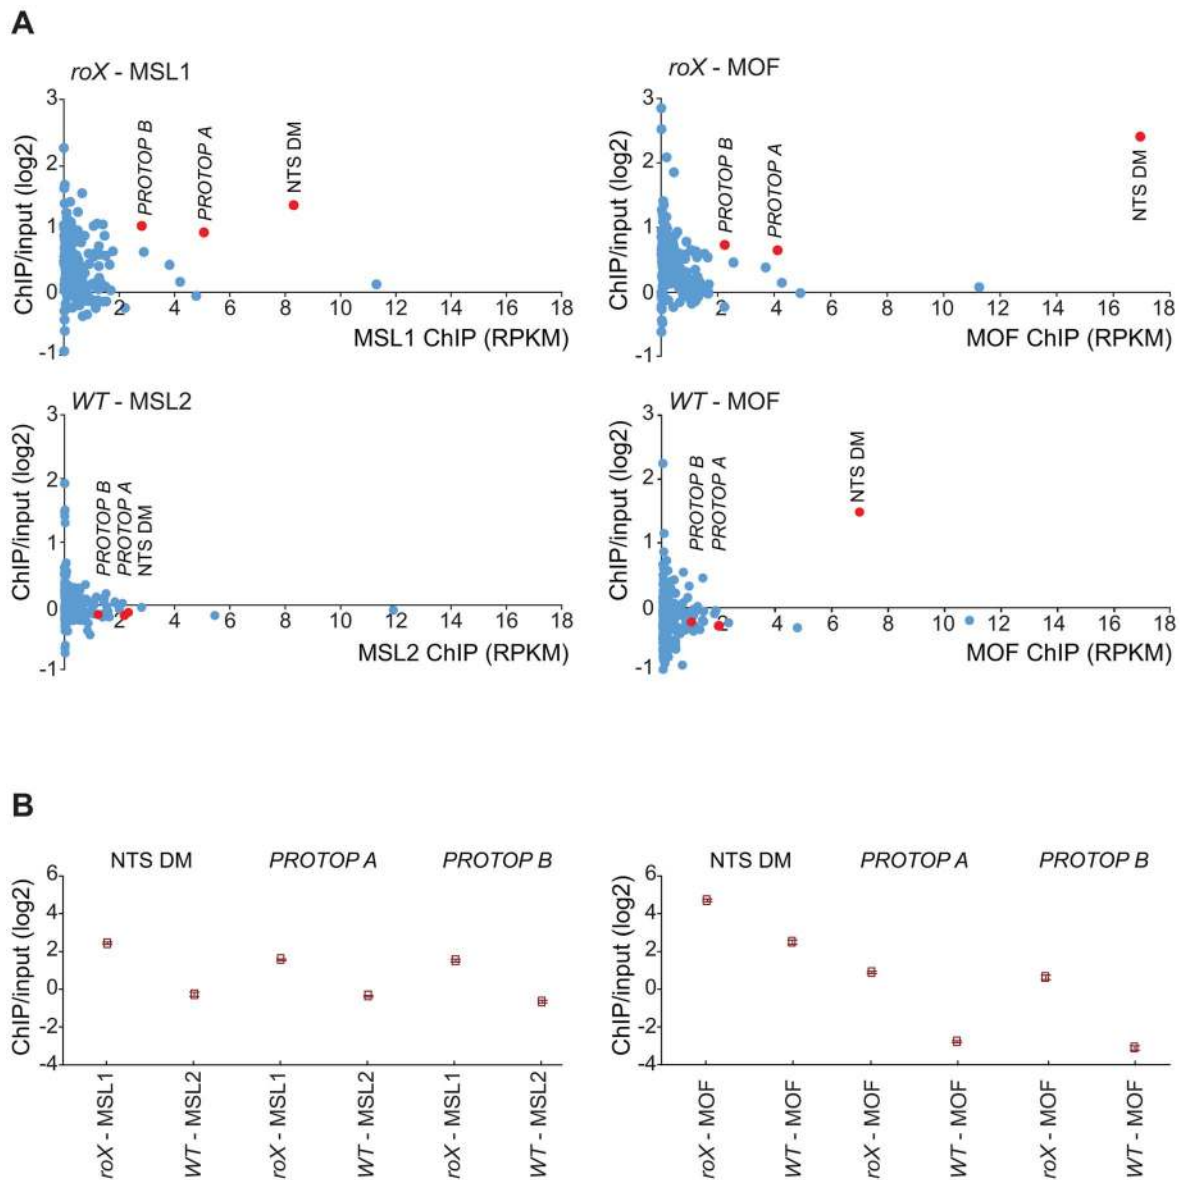 A
roX - MSL1
ChIP/input (log2)
3
2
1
0
-1
PROTOP B
PROTOP A
NTS DM
2 4 6 8 10 12 14 16 18
MSL1 ChIP (RPKM)
roX - MOF
ChIP/input (log2)
3
2
1
0
-1
PROTOP B
PROTOP A
NTS DM
2 4 6 8 10 12 14 16 18
MOF ChIP (RPKM)
WT - MSL2
ChIP/input (log2)
3
2
1
0
-1
PROTOP B
PROTOP A
NTS DM
2 4 6 8 10 12 14 16 18
MSL2 ChIP (RPKM)
WT - MOF
ChIP/input (log2)
3
2
1
0
-1
PROTOP B
PROTOP A
NTS DM
2 4 6 8 10 12 14 16 18
MOF ChIP (RPKM)
B
NTS DM PROTOP A PROTOP B
ChIP/input (log2)
6
4
2
0
-2
-4
roX - MSL1
WT - MSL2
roX - MSL1
WT - MSL2
roX - MSL1
WT - MSL2
NTS DM PROTOP A PROTOP B
ChIP/input (log2)
6
4
2
0
-2
-4
roX - MOF
WT - MOF
roX - MOF
WT - MOF
roX - MOF
WT - MOF